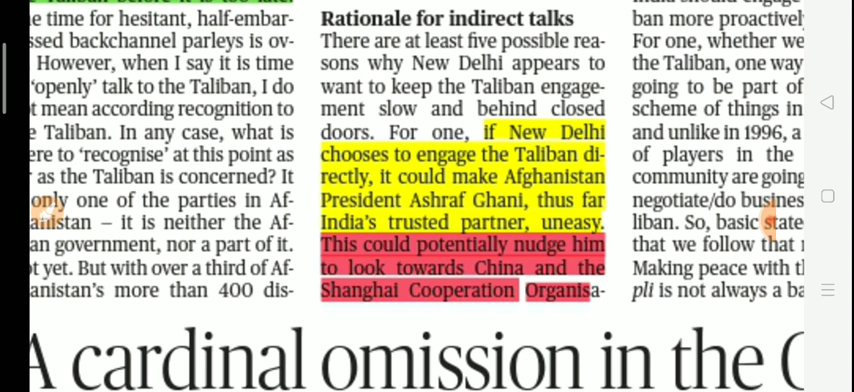 time for hesitant, half-embar-
ssed backchannel parleys is ov-
However, when I say it is time
‘openly’ talk to the Taliban, I do
mean according recognition to
Taliban. In any case, what is
ere to ‘recognise’ at this point as
as the Taliban is concerned? It
only one of the parties in Af-
anistan – it is neither the Af-
an government, nor a part of it.
t yet. But with over a third of Af-
anistan's more than 400 dis-
Rationale for indirect talks
There are at least five possible rea-
sons why New Delhi appears to
want to keep the Taliban engage-
ment slow and behind closed
doors. For one, if New Delhi
chooses to engage the Taliban di-
rectly, it could make Afghanistan
President Ashraf Ghani, thus far
India's trusted partner, uneasy.
This could potentially nudge him
to look towards China and the
Shanghai Cooperation Organisa-
ban more proactivel
For one, whether we
the Taliban, one way
going to be part of
scheme of things in
and unlike in 1996, a
of players in the
community are going
negotiate/do busines
liban. So, basic state
that we follow that
Making peace with
pli is not always a ba
A cardinal omission in the